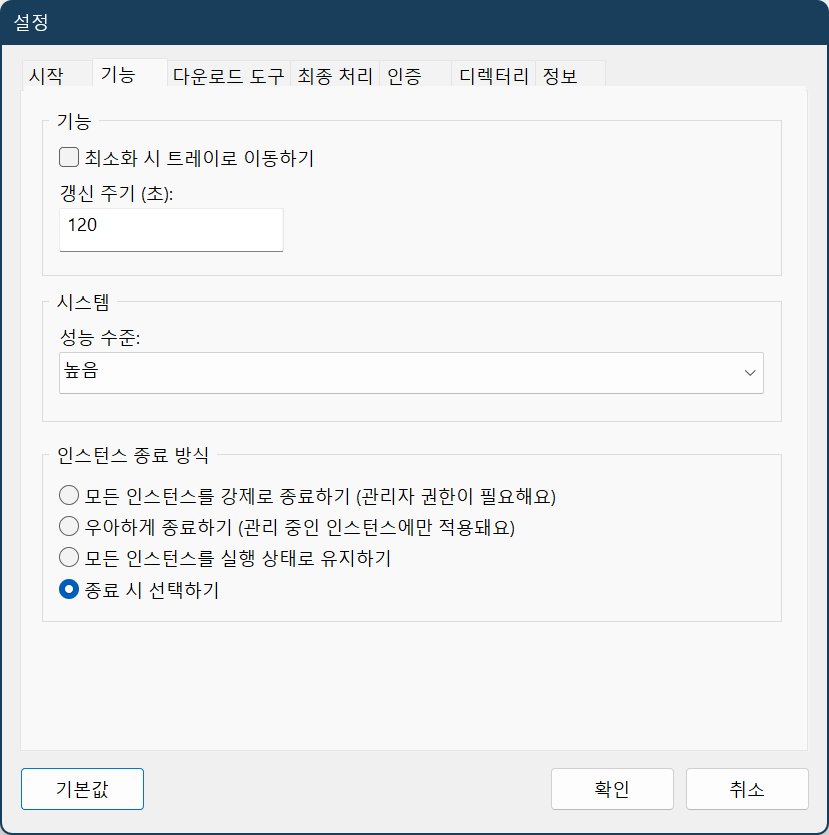 설정
시작 기능 다운로드 도구 최종 처리 인증 디렉터리 정보
기능
최소화 시 트레이로 이동하기
갱신 주기 (초):
120
시스템
성능 수준:
높음
인스턴스 종료 방식
모든 인스턴스를 강제로 종료하기 (관리자 권한이 필요해요)
우아하게 종료하기 (관리 중인 인스턴스에만 적용돼요)
모든 인스턴스를 실행 상태로 유지하기
종료 시 선택하기
기본값 확인 취소